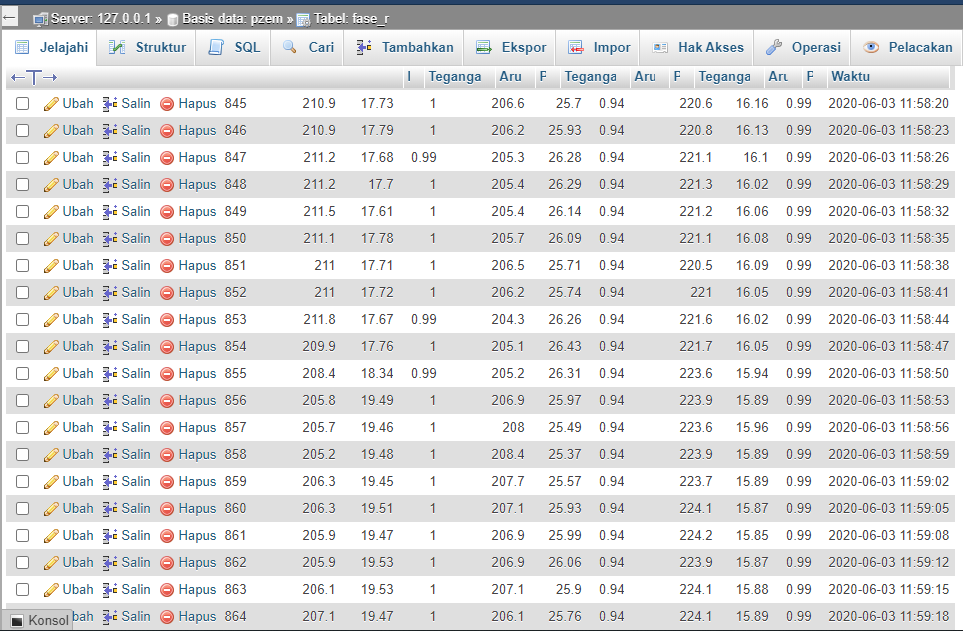 Server: 127.0.0.1 » Basis data: pzem » Tabel: fase_r
Jelajahi Struktur SQL Cari Tambahkan Ekspor Impor Hak Akses Operasi Pelacakan
I Teganga Aru F Teganga Aru F Teganga Aru F Waktu
Ubah Salin Hapus 845 210.9 17.73 1 206.6 25.7 0.94 220.6 16.16 0.99 2020-06-03 11:58:20
Ubah Salin Hapus 846 210.9 17.79 1 206.2 25.93 0.94 220.8 16.13 0.99 2020-06-03 11:58:23
Ubah Salin Hapus 847 211.2 17.68 0.99 205.3 26.28 0.94 221.1 16.1 0.99 2020-06-03 11:58:26
Ubah Salin Hapus 848 211.2 17.7 1 205.4 26.29 0.94 221.3 16.02 0.99 2020-06-03 11:58:29
Ubah Salin Hapus 849 211.5 17.61 1 205.4 26.14 0.94 221.2 16.06 0.99 2020-06-03 11:58:32
Ubah Salin Hapus 850 211.1 17.78 1 205.7 26.09 0.94 221.1 16.08 0.99 2020-06-03 11:58:35
Ubah Salin Hapus 851 211 17.71 1 206.5 25.71 0.94 220.5 16.09 0.99 2020-06-03 11:58:38
Ubah Salin Hapus 852 211 17.72 1 206.2 25.74 0.94 221 16.05 0.99 2020-06-03 11:58:41
Ubah Salin Hapus 853 211.8 17.67 0.99 204.3 26.26 0.94 221.6 16.02 0.99 2020-06-03 11:58:44
Ubah Salin Hapus 854 209.9 17.76 1 205.1 26.43 0.94 221.7 16.05 0.99 2020-06-03 11:58:47
Ubah Salin Hapus 855 208.4 18.34 0.99 205.2 26.31 0.94 223.6 15.94 0.99 2020-06-03 11:58:50
Ubah Salin Hapus 856 205.8 19.49 1 206.9 25.97 0.94 223.9 15.89 0.99 2020-06-03 11:58:53
Ubah Salin Hapus 857 205.7 19.46 1 208 25.49 0.94 223.6 15.96 0.99 2020-06-03 11:58:56
Ubah Salin Hapus 858 205.2 19.48 1 208.4 25.37 0.94 223.9 15.89 0.99 2020-06-03 11:58:59
Ubah Salin Hapus 859 206.3 19.45 1 207.7 25.57 0.94 223.7 15.89 0.99 2020-06-03 11:59:02
Ubah Salin Hapus 860 206.3 19.51 1 207.1 25.93 0.94 224.1 15.87 0.99 2020-06-03 11:59:05
Ubah Salin Hapus 861 205.9 19.47 1 206.9 25.99 0.94 224.2 15.85 0.99 2020-06-03 11:59:08
Ubah Salin Hapus 862 205.9 19.53 1 206.9 26.06 0.94 223.9 15.87 0.99 2020-06-03 11:59:12
Ubah Salin Hapus 863 206.1 19.53 1 207.1 25.9 0.94 224.1 15.88 0.99 2020-06-03 11:59:15
bah Salin Hapus 864 207.1 19.47 1 206.1 25.76 0.94 224.1 15.89 0.99 2020-06-03 11:59:18
Konsol